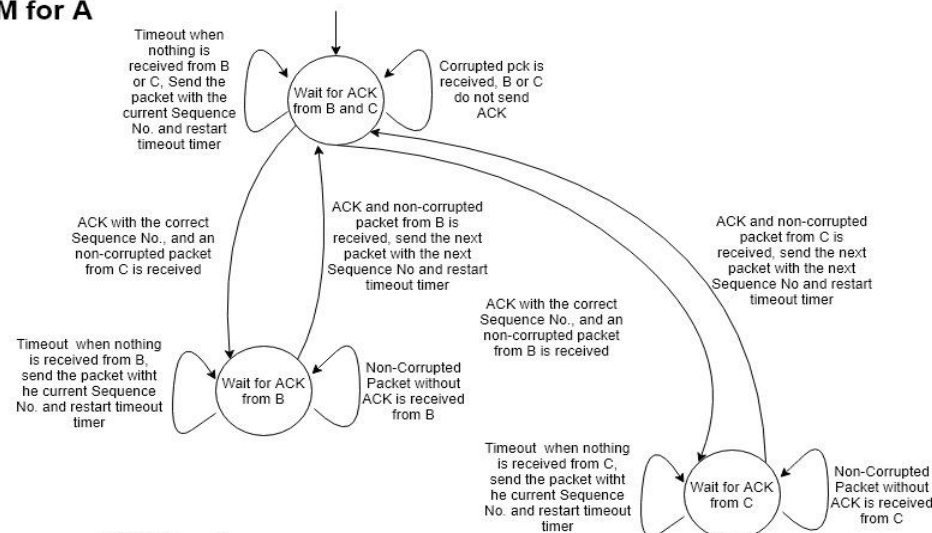 M for A
Timeout when
nothing is
received from B
or C, Send the
packet with the
current Sequence
No. and restart
timeout timer
Wait for ACK
from B and C
Corrupted pck is
received, B or C
do not send
ACK
ACK with the correct
Sequence No., and an
non-corrupted packet
from C is received
ACK and non-corrupted
packet from B is
received, send the next
packet with the next
Sequence No and restart
timeout timer
ACK and non-corrupted
packet from C is
received, send the next
packet with the next
Sequence No and restart
timeout timer
ACK with the correct
Sequence No., and an
non-corrupted packet
from B is received
Timeout when nothing
is received from B,
send the packet witht
he current Sequence
No. and restart timeout
timer
Wait for ACK
from B
Non-Corrupted
Packet without
ACK is received
from B
Timeout when nothing
is received from C,
send the packet witht
he current Sequence
No. and restart timeout
timer
Wait for ACK
from C
Non-Corrupted
Packet without
ACK is received
from C